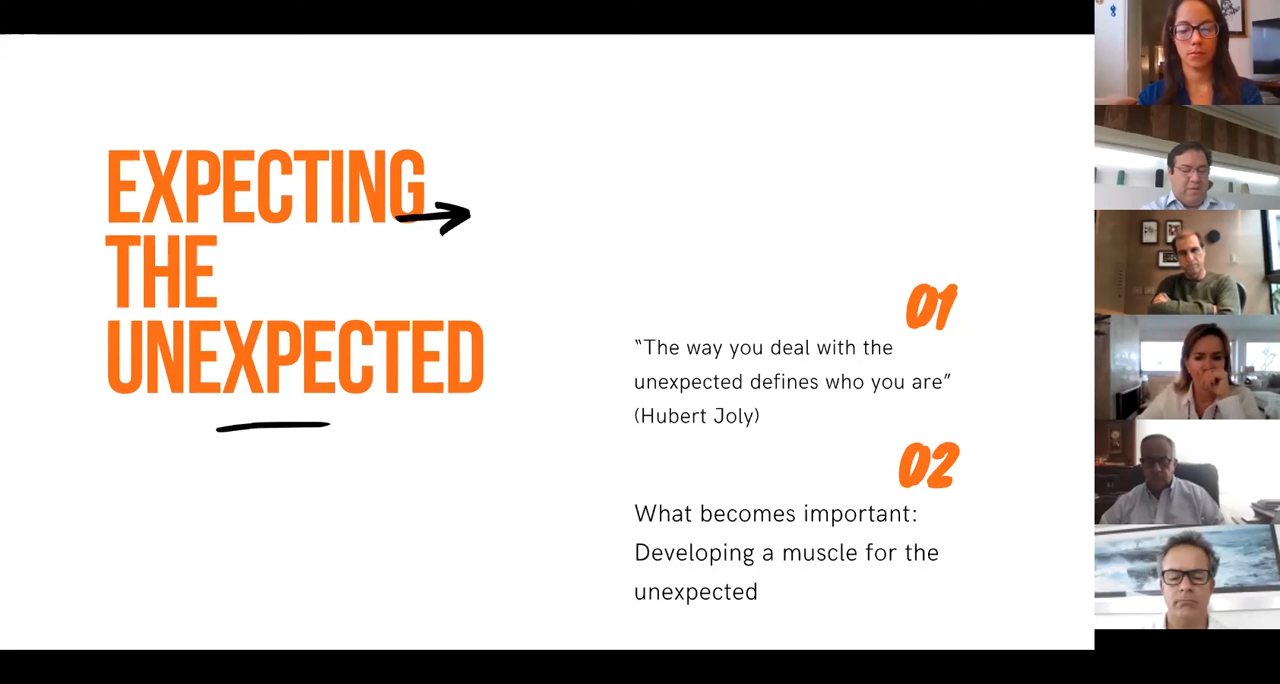 EXPECTING
THE
UNEXPECTED
01
“The way you deal with the
unexpected defines who you are”
(Hubert Joly)
02
What becomes important:
Developing a muscle for the
unexpected